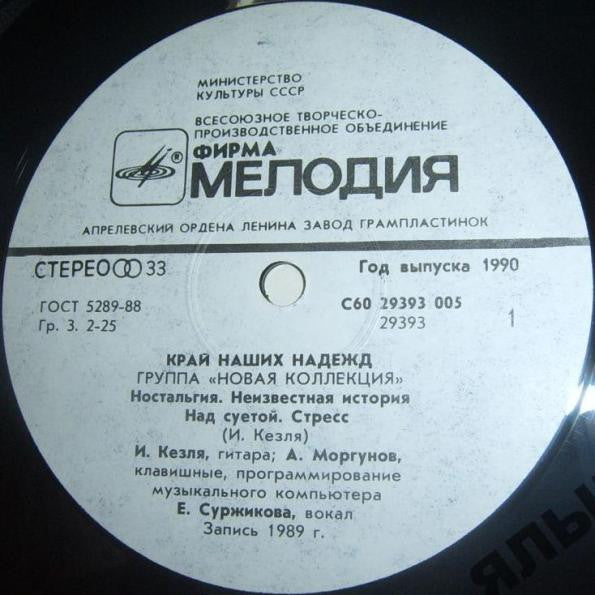 МИНИСТЕРСТВО
КУЛЬТУРЫ СССР
ВСЕСОЮЗНОЕ ТВОРЧЕСКО-
ПРОИЗВОДСТВЕННОЕ ОБЪЕДИНЕНИЕ
® ФИРМА
МЕЛОДИЯ
АПРЕЛЕВСКИЙ ОРДЕНА ЛЕНИНА ЗАВОД ГРАМПЛАСТИНОК
СТЕРЕО 33
Год выпуска 1990
ГОСТ 5289-88
Гр. 3. 2-25
С60 29393 005
29393
1
КРАЙ НАШИХ НАДЕЖД
ГРУППА «НОВАЯ КОЛЛЕКЦИЯ»
Ностальгия. Неизвестная история
Над суетой. Стресс
(И. Кезля)
И. Кезля, гитара; А. Моргунов,
клавишные, программирование
музыкального компьютера
Е. Суржикова, вокал
Запись 1989 г.